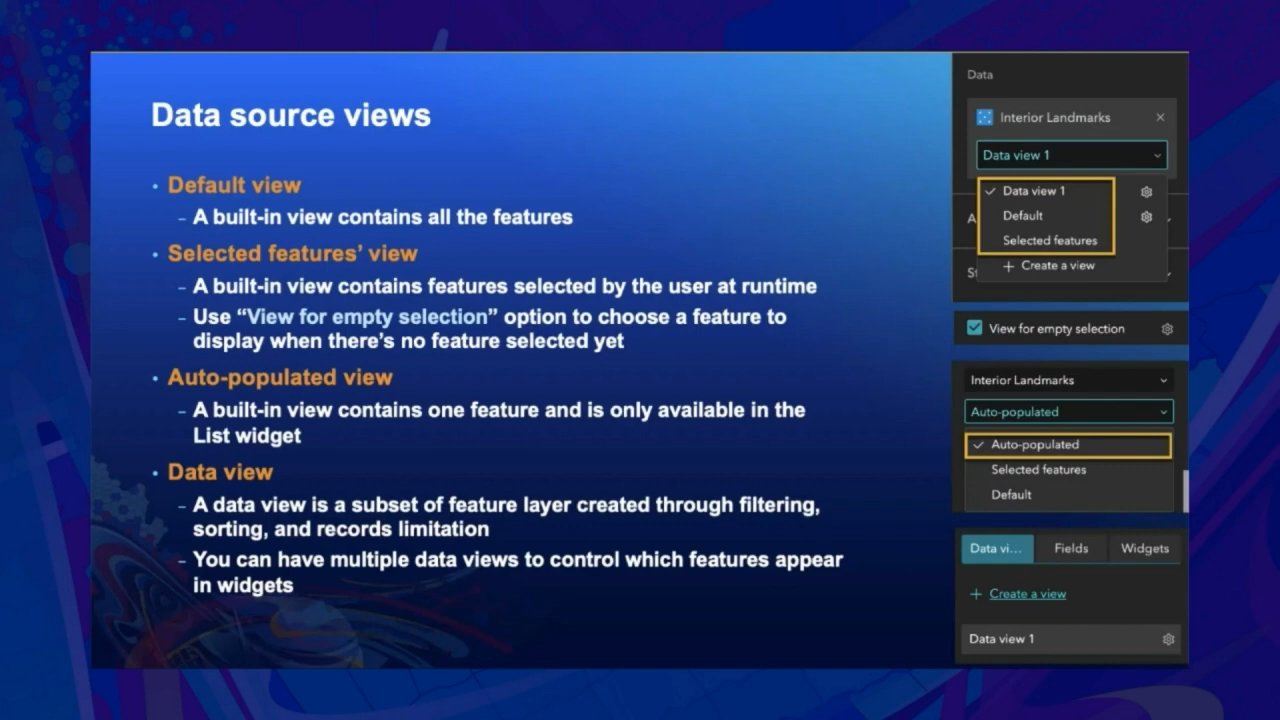 Data source views
• Default view
– A built-in view contains all the features
• Selected features’ view
– A built-in view contains features selected by the user at runtime
– Use “View for empty selection” option to choose a feature to
display when there’s no feature selected yet
• Auto-populated view
– A built-in view contains one feature and is only available in the
List widget
• Data view
– A data view is a subset of feature layer created through filtering,
sorting, and records limitation
– You can have multiple data views to control which features appear
in widgets
Data
Interior Landmarks
Data view 1
Data view 1
Default
A
Selected features
St
+ Create a view
View for empty selection
Interior Landmarks
Auto-populated
Auto-populated
Selected features
Default
Data vi... Fields Widgets
+ Create a view
Data view 1